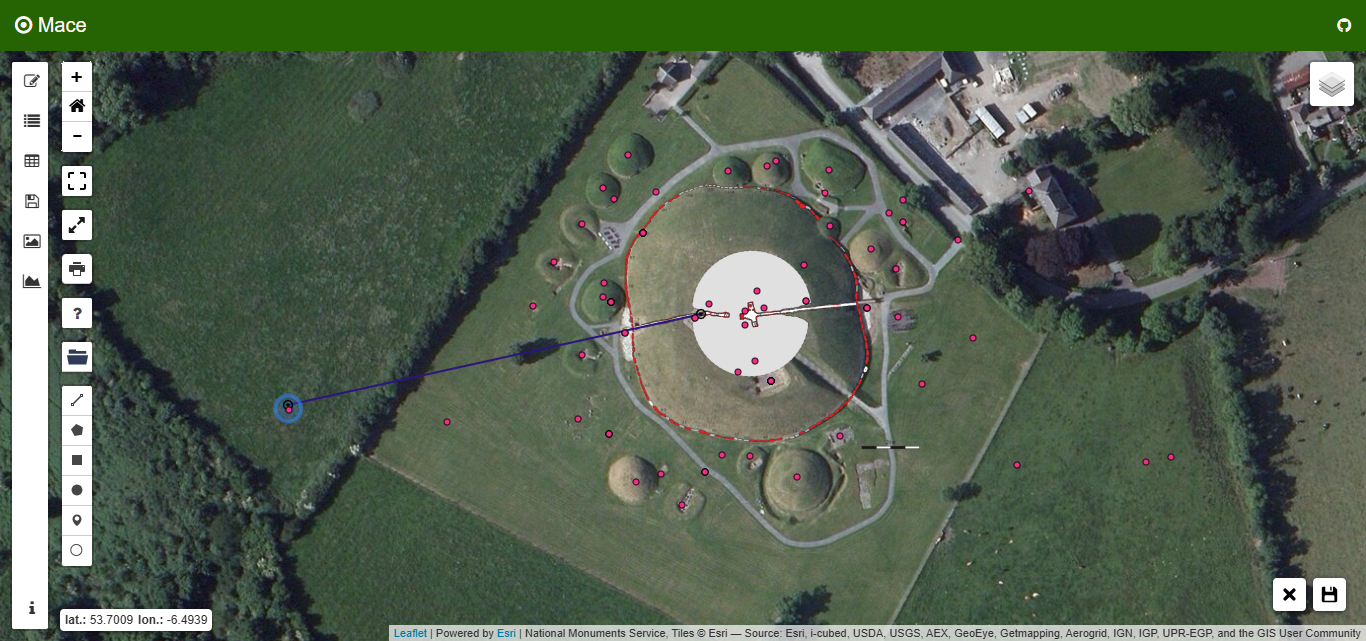 Mace
+
−
?
i
lat.: 53.7009 lon.: -6.4939
Leaflet | Powered by Esri | National Monuments Service, Tiles © Esri — Source: Esri, i-cubed, USDA, USGS, AEX, GeoEye, Getmapping, Aerogrid, IGN, IGP, UPR-EGP, and the GIS User Community